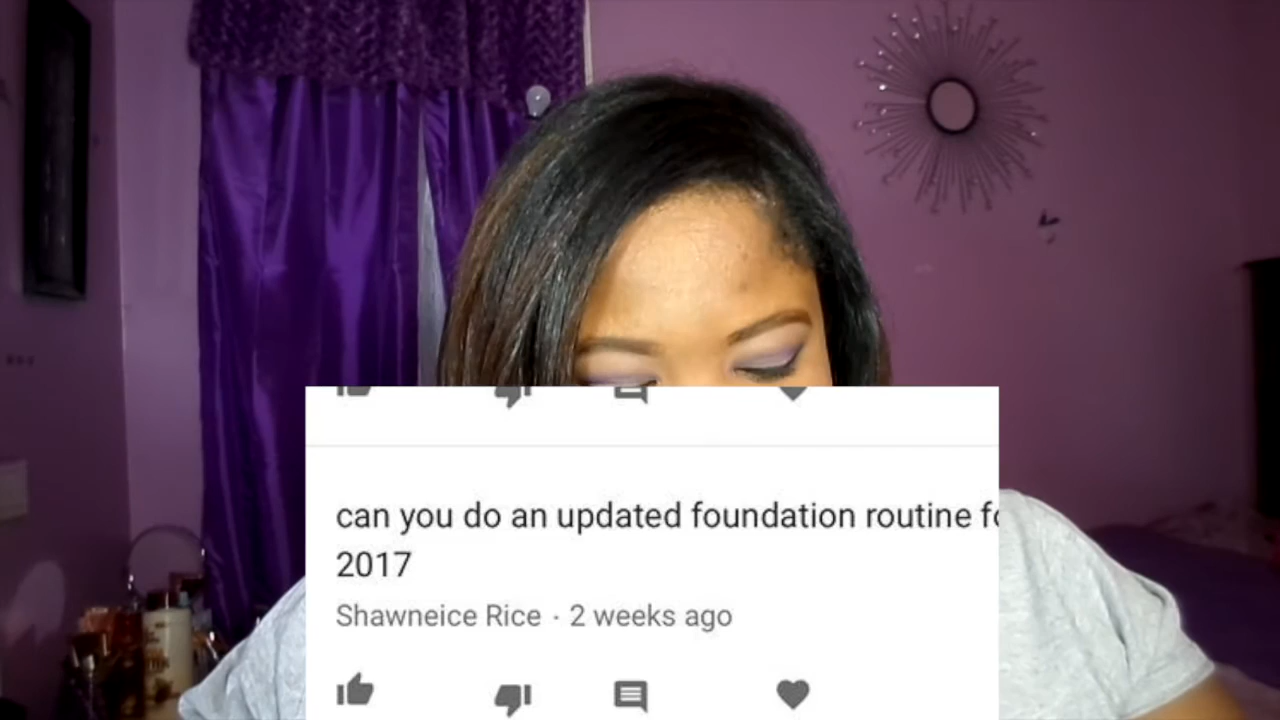 can you do an updated foundation routine fo
2017
Shawneice Rice · 2 weeks ago